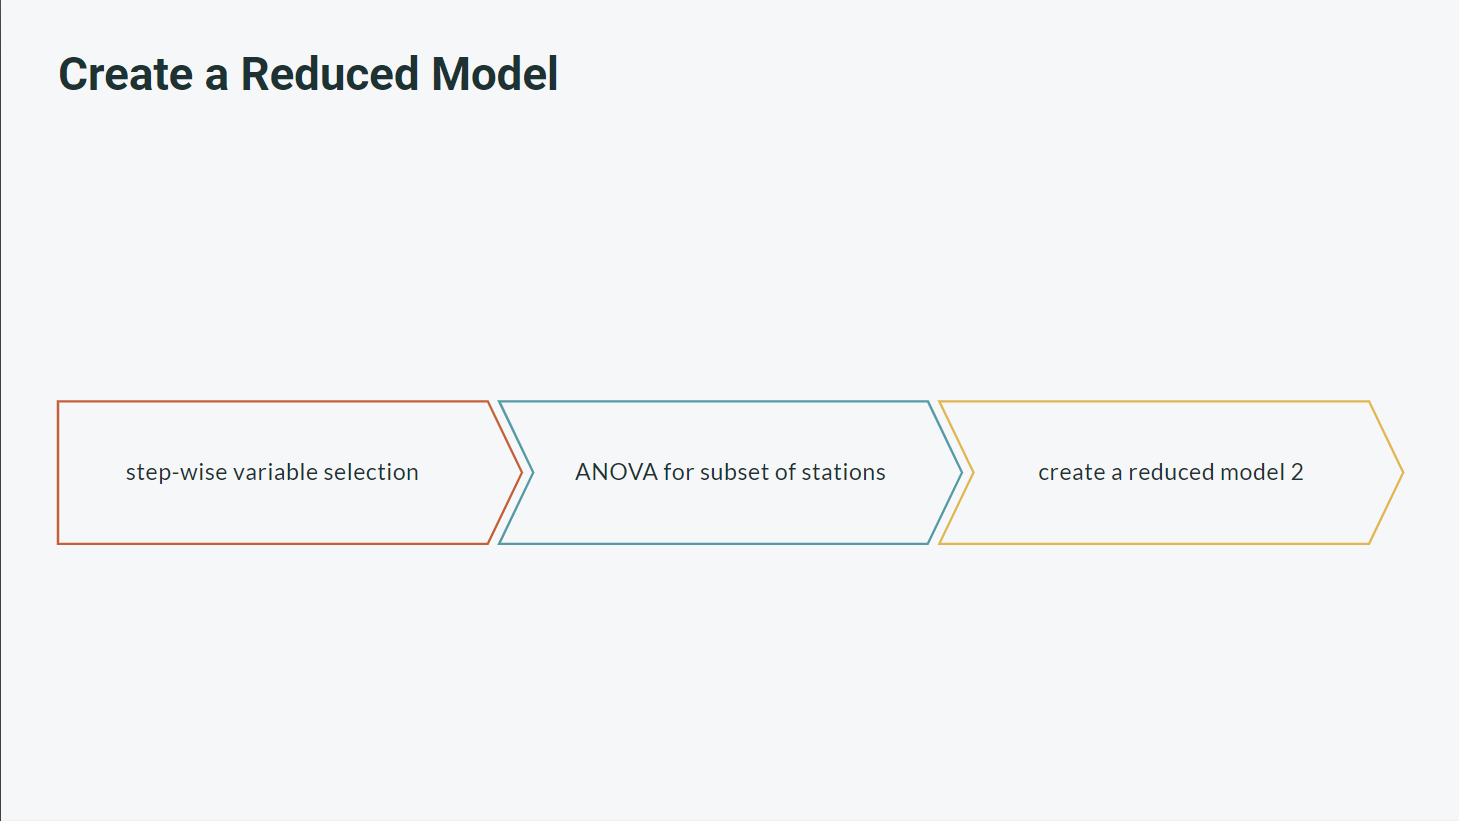 Create a Reduced Model
step-wise variable selection
ANOVA for subset of stations
create a reduced model 2